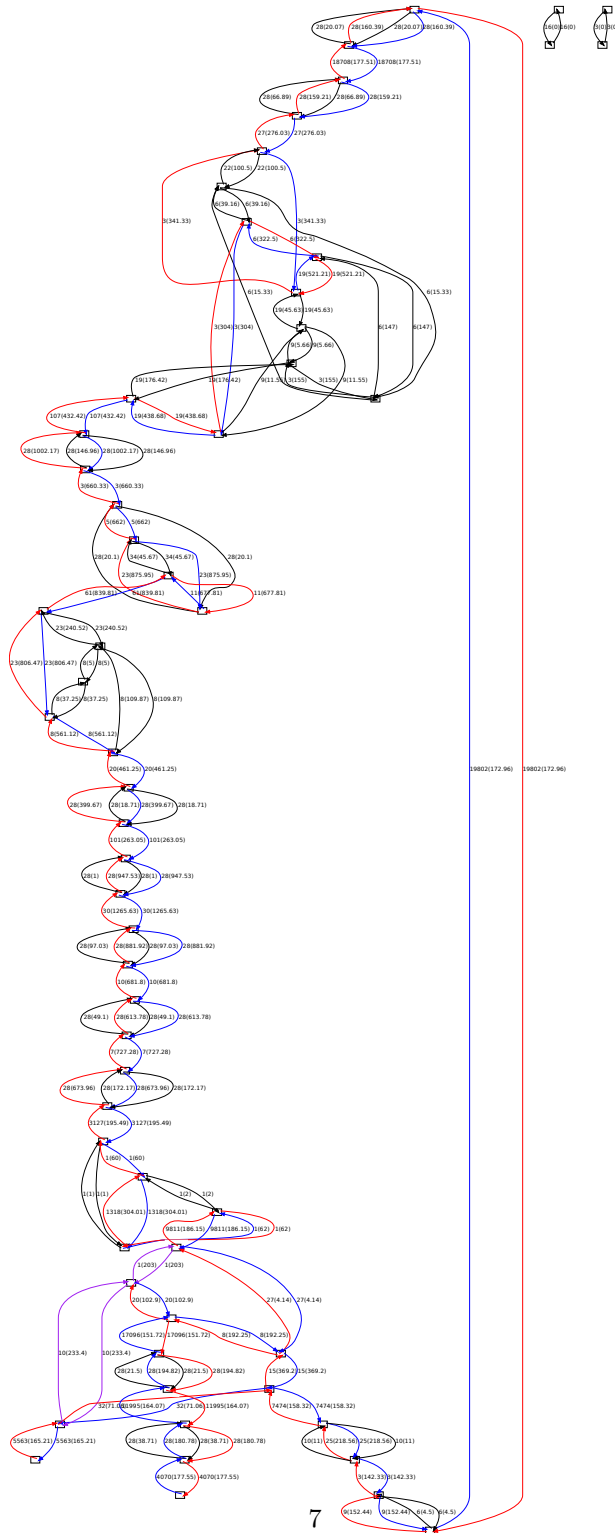 28(20.07) 28(160.39) 28(20.07) 28(160.39) 16(0) 16(0) 3(0)
18708(177.51) 18708(177.51)
28(66.89) 28(159.21) 28(66.89) 28(159.21)
27(276.03) 27(276.03)
22(100.5) 22(100.5)
6(39.16) 6(39.16)
3(341.33) 3(341.33)
6(322.5) 6(322.5)
19(521.21) 19(521.21)
6(15.33) 6(15.33)
19(45.63) 19(45.63)
3(304) 3(304) 6(147) 6(147)
9(5.66) 9(5.66)
9(11.55) 3(155) 3(155) 9(11.55)
19(176.42) 19(176.42)
107(432.42) 107(432.42) 19(438.68) 19(438.68)
28(1002.17) 28(146.96) 28(1002.17) 28(146.96)
3(660.33) 3(660.33)
5(662) 5(662)
28(20.1) 34(45.67) 34(45.67) 28(20.1)
23(875.95) 23(875.95)
61(839.81) 61(839.81) 11(677.81) 11(677.81)
23(240.52) 23(240.52)
23(806.47) 23(806.47) 8(5) 8(5)
8(37.25) 8(37.25) 8(109.87) 8(109.87)
8(561.12) 8(561.12)
20(461.25) 20(461.25)
19802(172.96) 19802(172.96)
28(399.67) 28(18.71) 28(399.67) 28(18.71)
101(263.05) 101(263.05)
28(1) 28(947.53) 28(1) 28(947.53)
30(1265.63) 30(1265.63)
28(97.03) 28(881.92) 28(97.03) 28(881.92)
10(681.8) 10(681.8)
28(49.1) 28(613.78) 28(49.1) 28(613.78)
7(727.28) 7(727.28)
28(673.96) 28(172.17) 28(673.96) 28(172.17)
3127(195.49) 3127(195.49)
1(60) 1(60)
1(1) 1(1) 1(2) 1(2)
1318(304.01) 1318(304.01)
9811(186.15) 9811(186.15) 1(62) 1(62)
1(203) 1(203)
20(102.9) 20(102.9) 27(4.14) 27(4.14)
17096(151.72) 17096(151.72) 8(192.25) 8(192.25)
10(233.4) 10(233.4)
28(21.5) 28(194.82) 28(21.5) 28(194.82) 15(369.2) 15(369.2)
32(71.06) 11995(164.07) 32(71.06) 11995(164.07) 7474(158.32) 7474(158.32)
5563(165.21) 5563(165.21) 28(38.71) 28(180.78) 28(38.71) 28(180.78) 10(11) 25(218.56) 25(218.56) 10(11)
4070(177.55) 4070(177.55) 3(142.33) 3(142.33)
9(152.44) 9(152.44) 6(4.5) 6(4.5)
7